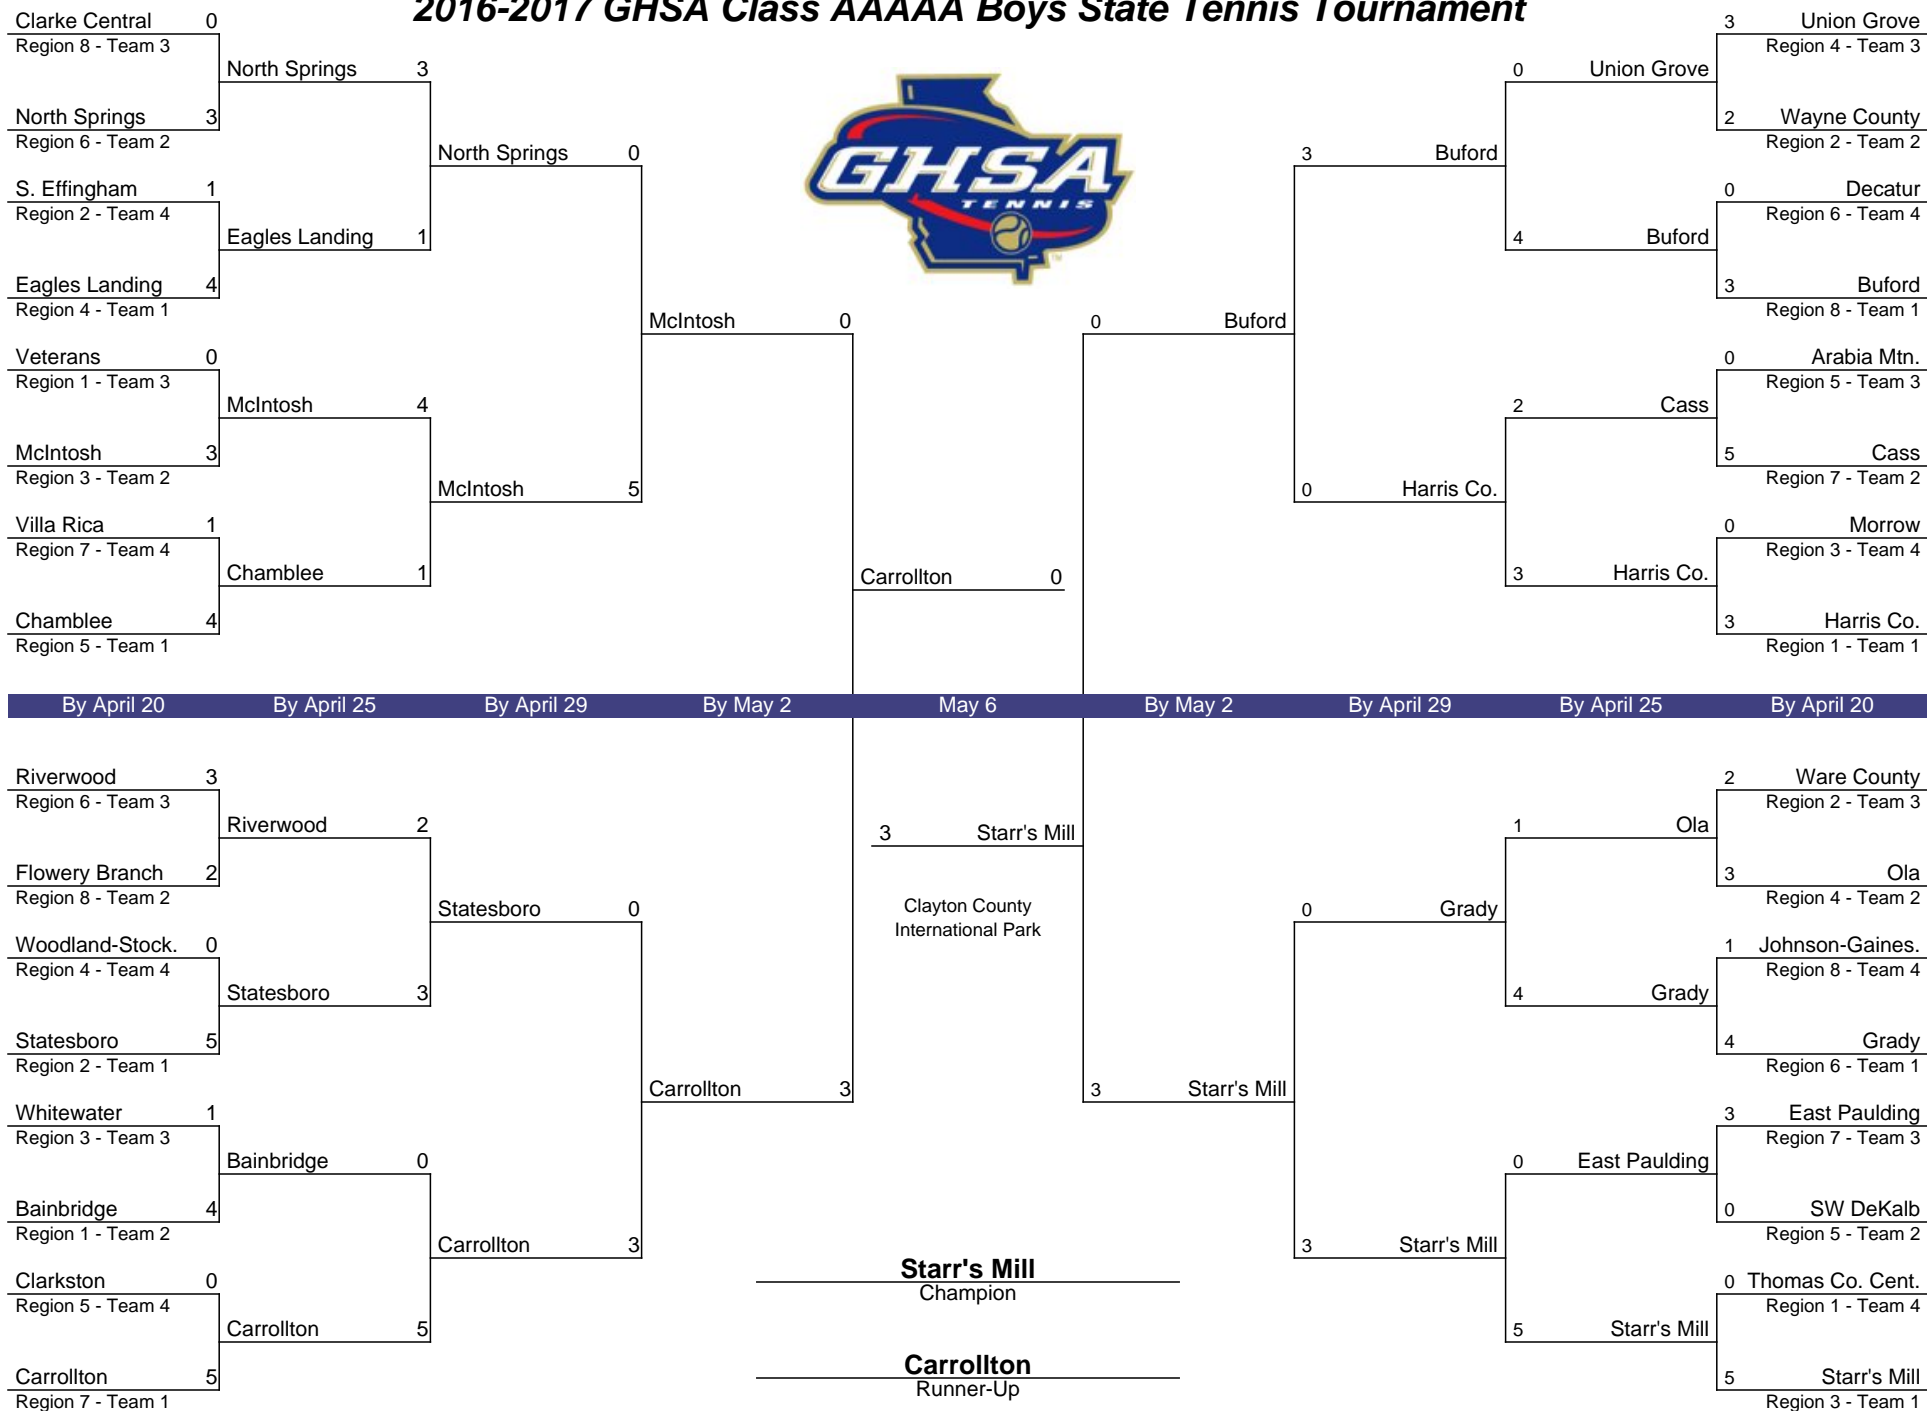 2016-2017 GHSA Class AAAAA Boys State Tennis Tournament
Clarke Central 0
Region 8 - Team 3
North Springs 3
North Springs 3
Region 6 - Team 2
North Springs 0
S. Effingham 1
Region 2 - Team 4
Eagles Landing 1
Eagles Landing 4
Region 4 - Team 1
McIntosh 0
Veterans 0
Region 1 - Team 3
McIntosh 4
McIntosh 3
Region 3 - Team 2
McIntosh 5
Villa Rica 1
Region 7 - Team 4
Chamblee 1
Chamblee 4
Region 5 - Team 1
Carrollton 0
GHSA
TENNIS
TM
3 Union Grove
Region 4 - Team 3
0 Union Grove
2 Wayne County
Region 2 - Team 2
3 Buford
0 Decatur
Region 6 - Team 4
4 Buford
3 Buford
Region 8 - Team 1
0 Buford
0 Arabia Mtn.
Region 5 - Team 3
2 Cass
5 Cass
Region 7 - Team 2
0 Harris Co.
0 Morrow
Region 3 - Team 4
3 Harris Co.
3 Harris Co.
Region 1 - Team 1
By April 20 By April 25 By April 29 By May 2 May 6 By May 2 By April 29 By April 25 By April 20
Riverwood 3
Region 6 - Team 3
Riverwood 2
Flowery Branch 2
Region 8 - Team 2
Statesboro 0
Woodland-Stock. 0
Region 4 - Team 4
Statesboro 3
Statesboro 5
Region 2 - Team 1
Carrollton 3
Whitewater 1
Region 3 - Team 3
Bainbridge 0
Bainbridge 4
Region 1 - Team 2
Carrollton 3
Clarkston 0
Region 5 - Team 4
Carrollton 5
Carrollton 5
Region 7 - Team 1
3 Starr's Mill
Clayton County
International Park
Starr's Mill
Champion
Carrollton
Runner-Up
2 Ware County
Region 2 - Team 3
1 Ola
3 Ola
Region 4 - Team 2
0 Grady
1 Johnson-Gaines.
Region 8 - Team 4
4 Grady
4 Grady
Region 6 - Team 1
3 Starr's Mill
3 East Paulding
Region 7 - Team 3
0 East Paulding
0 SW DeKalb
Region 5 - Team 2
3 Starr's Mill
0 Thomas Co. Cent.
Region 1 - Team 4
5 Starr's Mill
5 Starr's Mill
Region 3 - Team 1